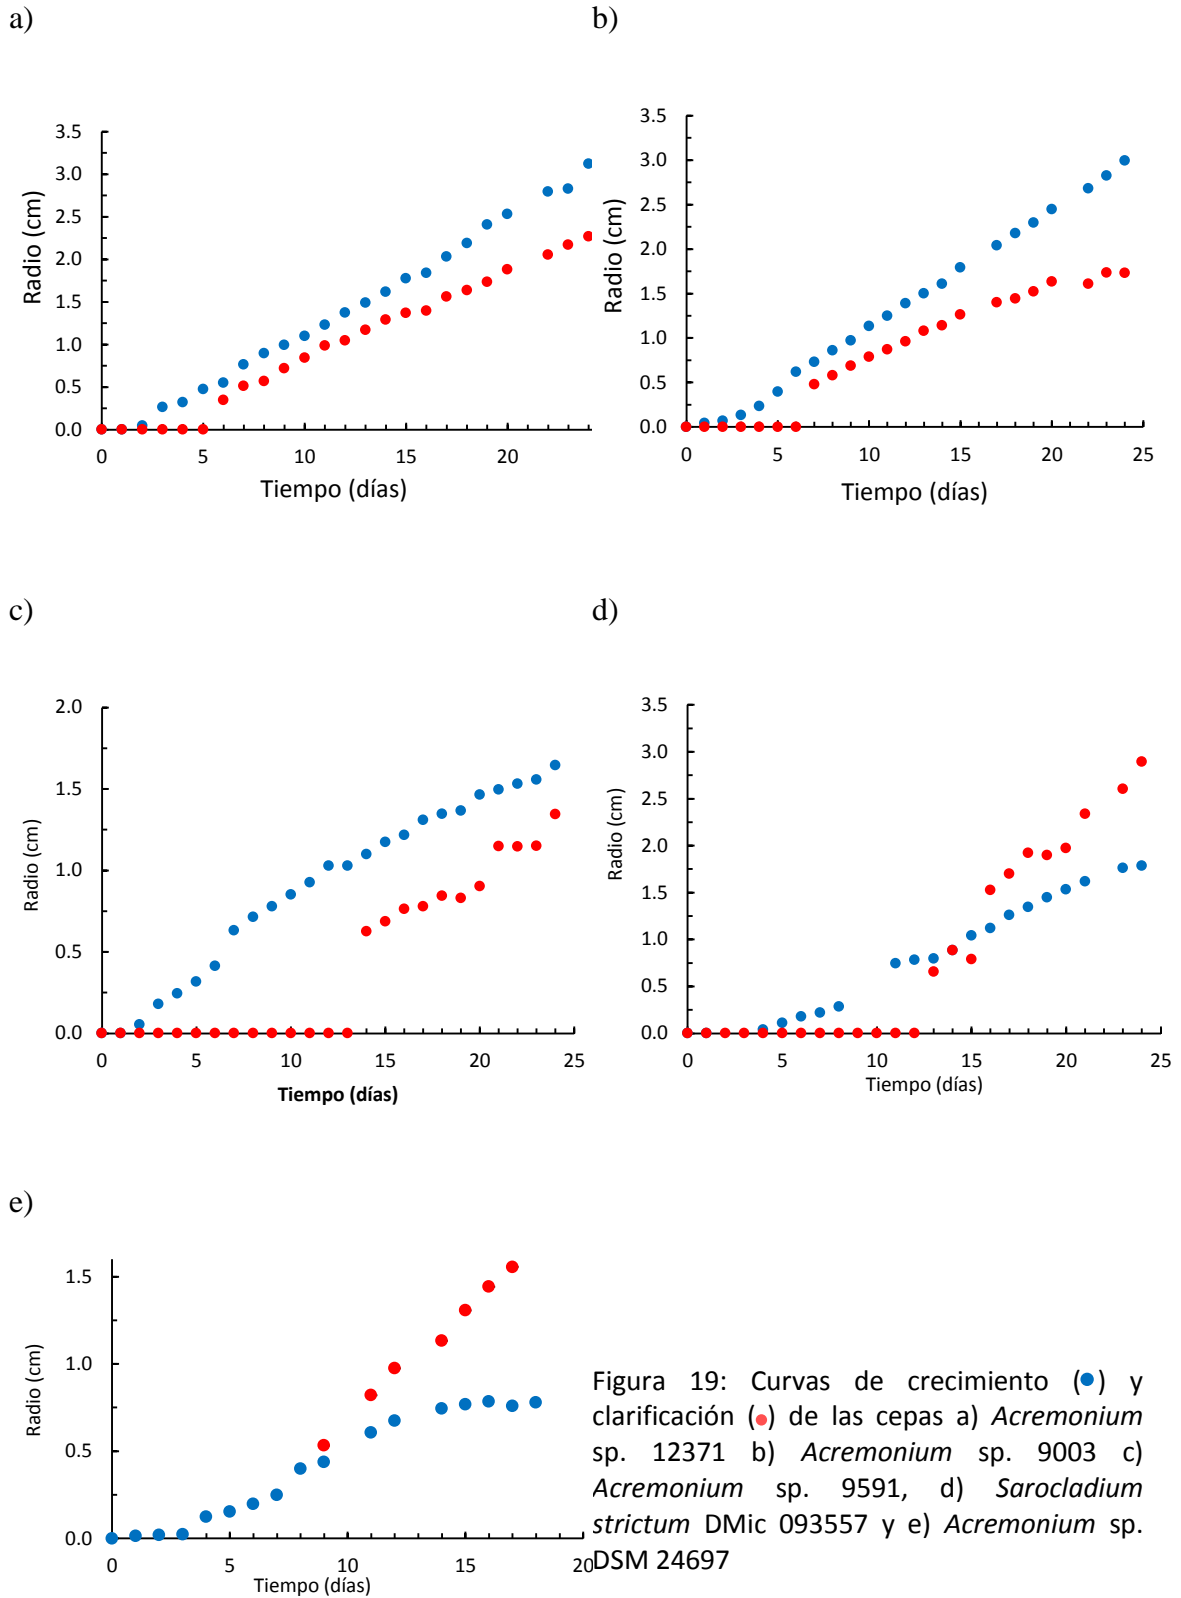 a)
b)
3.5
3.0
2.5
2.0
1.5
1.0
0.5
0.0
Radio (cm)
0 5 10 15 20
Tiempo (días)
3.5
3.0
2.5
2.0
1.5
1.0
0.5
0.0
Radio (cm)
0 5 10 15 20 25
Tiempo (días)
c)
d)
2.0
1.5
1.0
0.5
0.0
Radio (cm)
0 5 10 15 20 25
Tiempo (días)
3.5
3.0
2.5
2.0
1.5
1.0
0.5
0.0
Radio (cm)
0 5 10 15 20 25
Tiempo (días)
e)
1.5
1.0
0.5
0.0
Radio (cm)
0 5 10 15 20
Tiempo (días)
Figura 19: Curvas de crecimiento (●) y
clarificación (●) de las cepas a) Acremonium
sp. 12371 b) Acremonium sp. 9003 c)
Acremonium sp. 9591, d) Sarocladium
strictum DMic 093557 y e) Acremonium sp.
DSM 24697